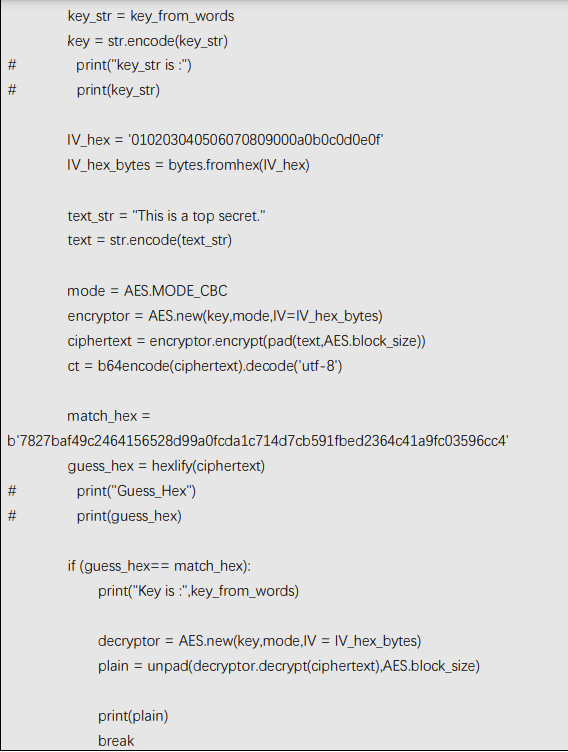 key_str = key_from_words
key = str.encode(key_str)
# print("key_str is :")
# print(key_str)
IV_hex = '010203040506070809000a0b0c0d0e0f'
IV_hex_bytes = bytes.fromhex(IV_hex)
text_str = "This is a top secret."
text = str.encode(text_str)
mode = AES.MODE_CBC
encryptor = AES.new(key,mode,IV=IV_hex_bytes)
ciphertext = encryptor.encrypt(pad(text,AES.block_size))
ct = b64encode(ciphertext).decode('utf-8')
match_hex =
b'7827baf49c2464156528d99a0fcda1c714d7cb591fbed2364c41a9fc03596cc4'
guess_hex = hexlify(ciphertext)
# print("Guess_Hex")
# print(guess_hex)
if (guess_hex== match_hex):
print("Key is :",key_from_words)
decryptor = AES.new(key,mode,IV = IV_hex_bytes)
plain = unpad(decryptor.decrypt(ciphertext),AES.block_size)
print(plain)
break